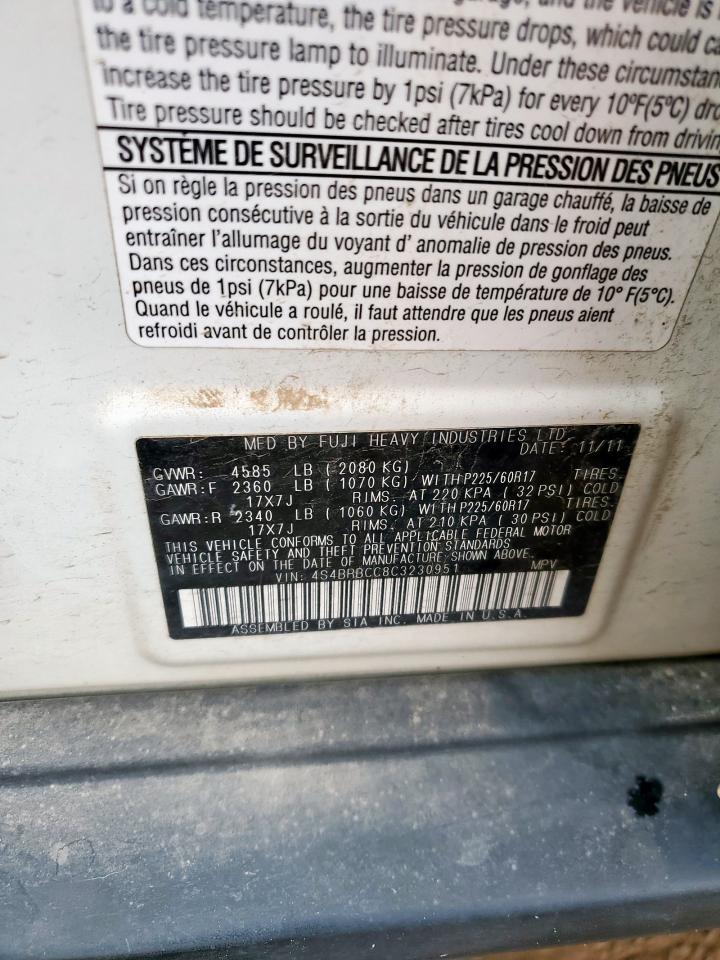 to a cold temperature, the tire pressure drops, which could
the tire pressure lamp to illuminate. Under these
increase the tire pressure by 1psi (7kPa) for every 10°F(5°C)
Tire pressure should be checked after tires cool down from
SYSTÈME DE SURVEILLANCE DE LA PRESSION DES PNEUS
Si on règle la pression des pneus dans un garage chauffé, la baisse de
pression consécutive à la sortie du véhicule dans le froid peut
entraîner l'allumage du voyant d' anomalie de pression des pneus.
Dans ces circonstances, augmenter la pression de gonflage des
pneus de 1psi (7kPa) pour une baisse de température de 10° F(5°C).
Quand le véhicule a roulé, il faut attendre que les pneus aient
refroidi avant de contrôler la pression.
MFD BY FUJI HEAVY INDUSTRIES LTD.
DATE: 11/11
GVWR: 4585 LB ( 2080 KG)
GAWR:F 2360 LB ( 1070 KG) WITH P225/60R17 TIRES.
17X7J RIMS. AT 220 KPA ( 32 PSI) COLD
GAWR:R 2340 LB ( 1060 KG) WITH P225/60R17 TIRES.
17X7J RIMS. AT 210 KPA ( 30 PSI) COLD
THIS VEHICLE CONFORMS TO ALL APPLICABLE FEDERAL MOTOR
VEHICLE SAFETY AND THEFT PREVENTION STANDARDS
IN EFFECT ON THE DATE OF MANUFACTURE SHOWN ABOVE.
VIN: 4S4BRBCC8C3230951 MPV
ASSEMBLED BY SIA INC. MADE IN U.S.A.